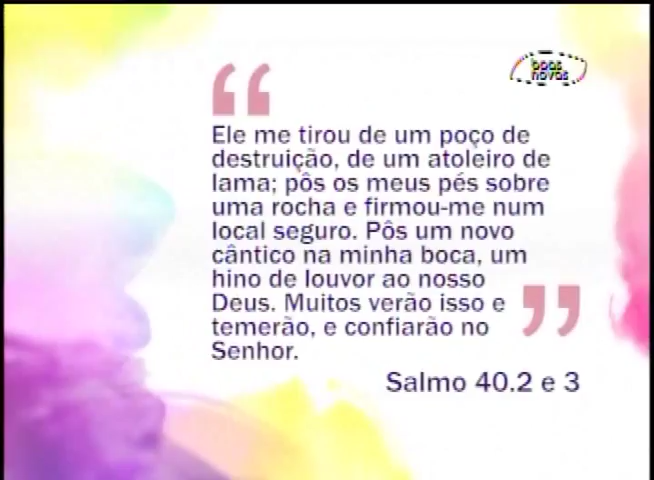 boas
novas
“
Ele me tirou de um poço de
destruição, de um atoleiro de
lama; pôs os meus pés sobre
uma rocha e firmou-me num
local seguro. Pôs um novo
cântico na minha boca, um
hino de louvor ao nosso
Deus. Muitos verão isso e
temerão, e confiarão no
Senhor.
”
Salmo 40.2 e 3